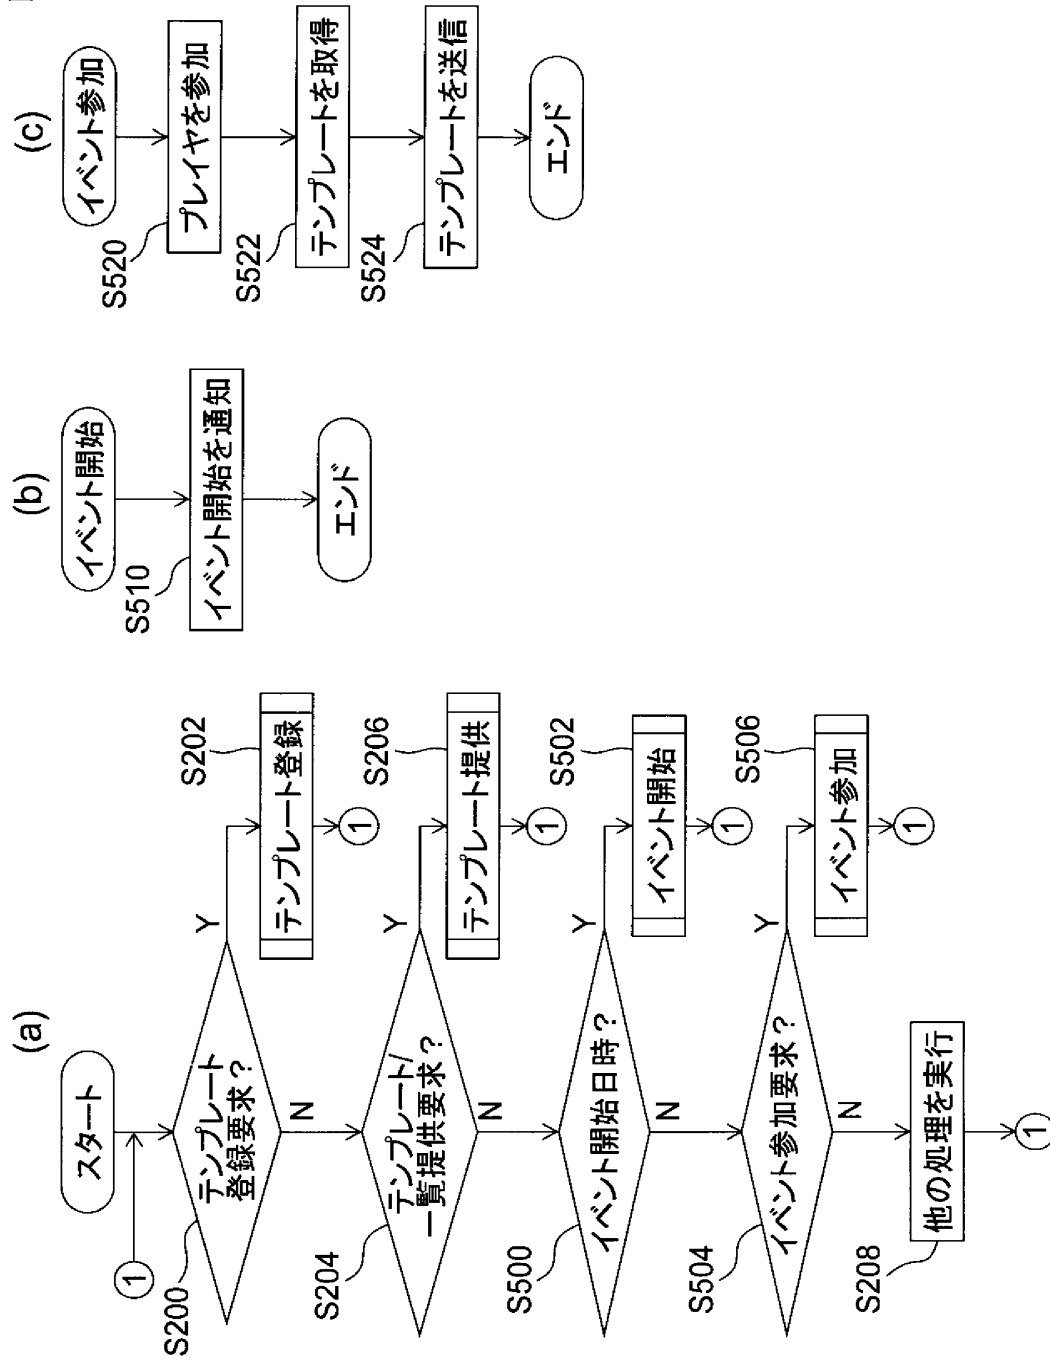 (a)
スタート
1
S200
テンプレート
登録要求?
Y
N
S202
テンプレート登録
1
S204
テンプレート/
一覧提供要求?
Y
N
S206
テンプレート提供
1
S500
イベント開始日時?
Y
N
S502
イベント開始
1
S504
イベント参加要求?
Y
N
S506
イベント参加
1
S208
他の処理を実行
1
(b)
イベント開始
S510
イベント開始を通知
エンド
(c)
イベント参加
S520
プレイヤを参加
S522
テンプレートを取得
S524
テンプレートを送信
エンド